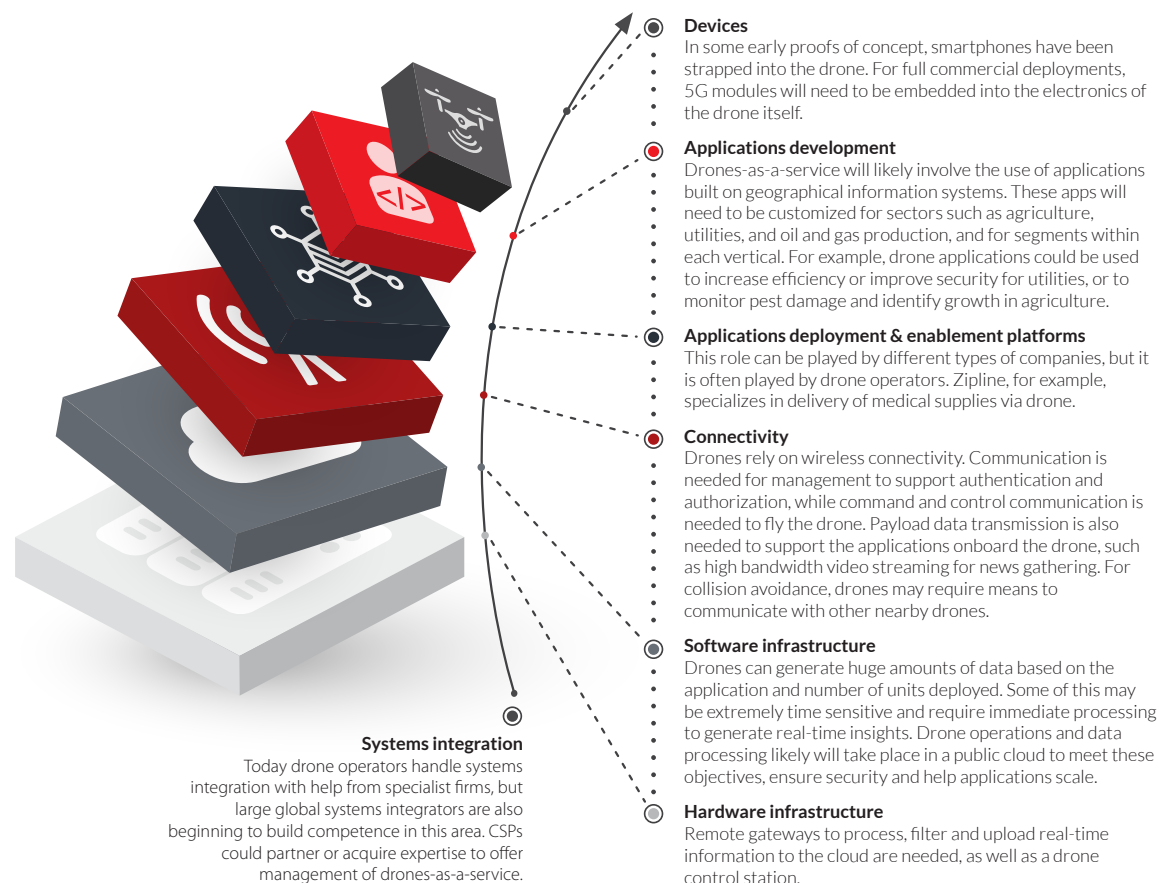 Devices
In some early proofs of concept, smartphones have been
strapped into the drone. For full commercial deployments,
5G modules will need to be embedded into the electronics of
the drone itself.
Applications development
Drones-as-a-service will likely involve the use of applications
built on geographical information systems. These apps will
need to be customized for sectors such as agriculture,
utilities, and oil and gas production, and for segments within
each vertical. For example, drone applications could be used
to increase efficiency or improve security for utilities, or to
monitor pest damage and identify growth in agriculture.
Applications deployment & enablement platforms
This role can be played by different types of companies, but it
is often played by drone operators. Zipline, for example,
specializes in delivery of medical supplies via drone.
Connectivity
Drones rely on wireless connectivity. Communication is
needed for management to support authentication and
authorization, while command and control communication is
needed to fly the drone. Payload data transmission is also
needed to support the applications onboard the drone, such
as high bandwidth video streaming for news gathering. For
collision avoidance, drones may require means to
communicate with other nearby drones.
Software infrastructure
Drones can generate huge amounts of data based on the
application and number of units deployed. Some of this may
be extremely time sensitive and require immediate processing
to generate real-time insights. Drone operations and data
processing likely will take place in a public cloud to meet these
objectives, ensure security and help applications scale.
Hardware infrastructure
Remote gateways to process, filter and upload real-time
information to the cloud are needed, as well as a drone
control station.
Systems integration
Today drone operators handle systems
integration with help from specialist firms, but
large global systems integrators are also
beginning to build competence in this area. CSPs
could partner or acquire expertise to offer
management of drones-as-a-service.